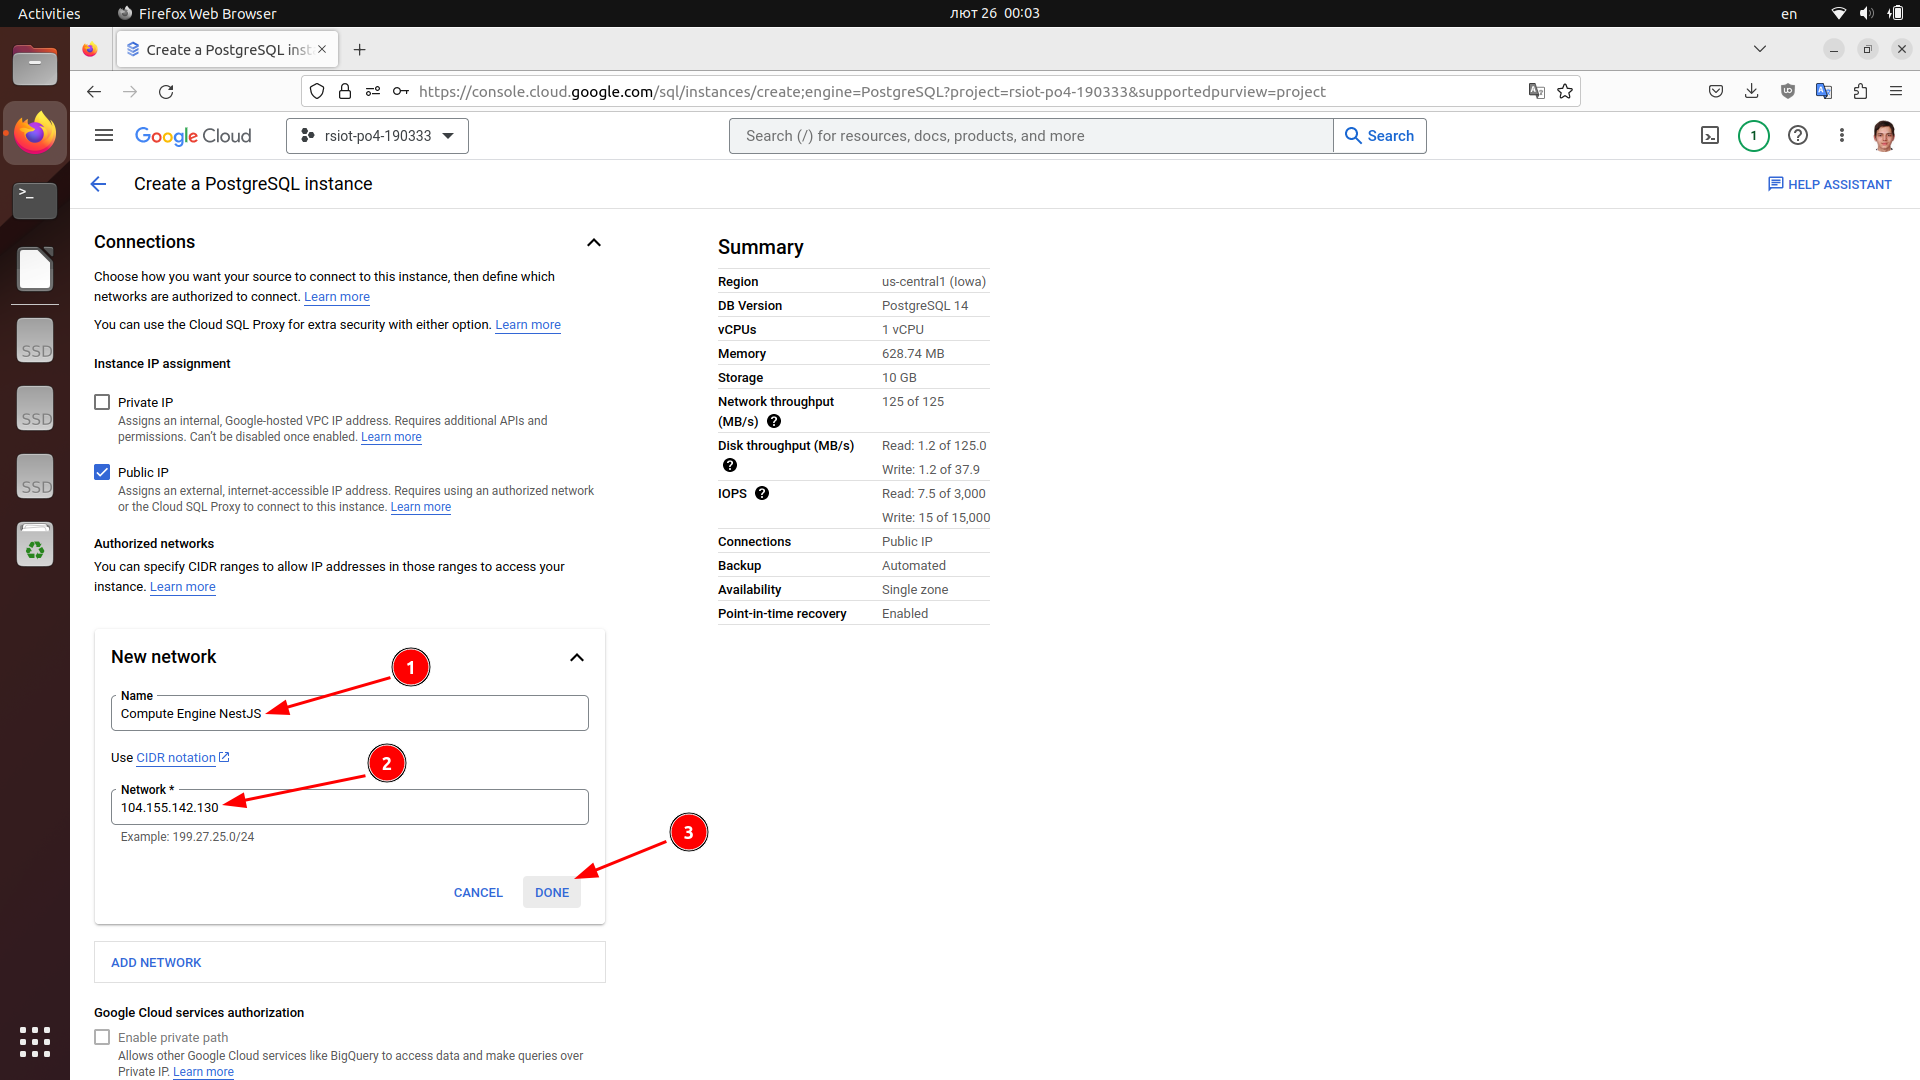 Activities
Firefox Web Browser
лют 26 00:03
en
Create a PostgreSQL inst
https://console.cloud.google.com/sql/instances/create;engine=PostgreSQL?project=rsiot-po4-190333&supportedpurview=project
Google Cloud
rsiot-po4-190333
Search (/) for resources, docs, products, and more
Search
1
Create a PostgreSQL instance
HELP ASSISTANT
SSD
SSD
SSD
Connections
Choose how you want your source to connect to this instance, then define which
networks are authorized to connect. Learn more
You can use the Cloud SQL Proxy for extra security with either option. Learn more
Instance IP assignment
Private IP
Assigns an internal, Google-hosted VPC IP address. Requires additional APIs and
permissions. Can't be disabled once enabled. Learn more
Public IP
Assigns an external, internet-accessible IP address. Requires using an authorized network
or the Cloud SQL Proxy to connect to this instance. Learn more
Authorized networks
You can specify CIDR ranges to allow IP addresses in those ranges to access your
instance. Learn more
New network
1
Name
Compute Engine NestJS
Use CIDR notation
2
Network *
104.155.142.130
Example: 199.27.25.0/24
3
CANCEL
DONE
ADD NETWORK
Google Cloud services authorization
Enable private path
Allows other Google Cloud services like BigQuery to access data and make queries over
Private IP. Learn more
Summary
Region us-central1 (Iowa)
DB Version PostgreSQL 14
vCPUs 1 vCPU
Memory 628.74 MB
Storage 10 GB
Network throughput 125 of 125
(MB/s)
Disk throughput (MB/s) Read: 1.2 of 125.0
Write: 1.2 of 37.9
IOPS Read: 7.5 of 3,000
Write: 15 of 15,000
Connections Public IP
Backup Automated
Availability Single zone
Point-in-time recovery Enabled